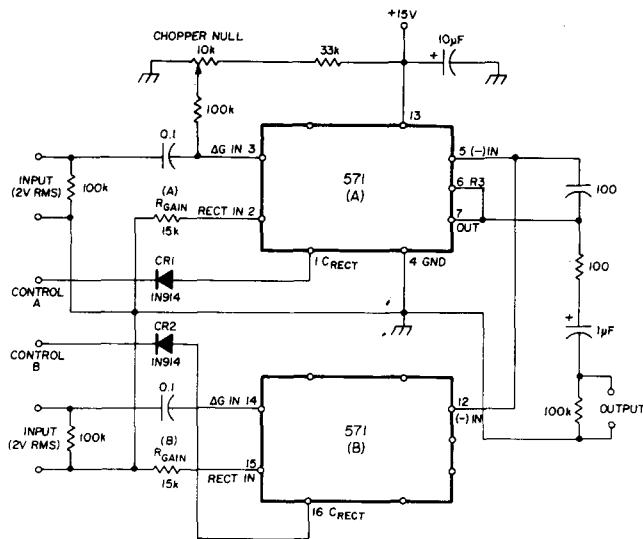 +15V
CHOPPER NULL
10k
33k
10µF
+
100k
13
0.1
ΔG IN 3
5 (-)IN
INPUT
(2V RMS)
100k
571
(A)
6 R3
100
(A)
RGAIN
15k
RECT IN 2
7
OUT
1 CRECT
4 GND
100
CR1
1N914
CONTROL
A
CR2
1N914
CONTROL
B
+
1µF
0.1
ΔG IN 14
12
(-) IN
100k
OUTPUT
INPUT
(2V RMS)
100k
571
(B)
(B)
RGAIN
15k
15
RECT IN
16 CRECT